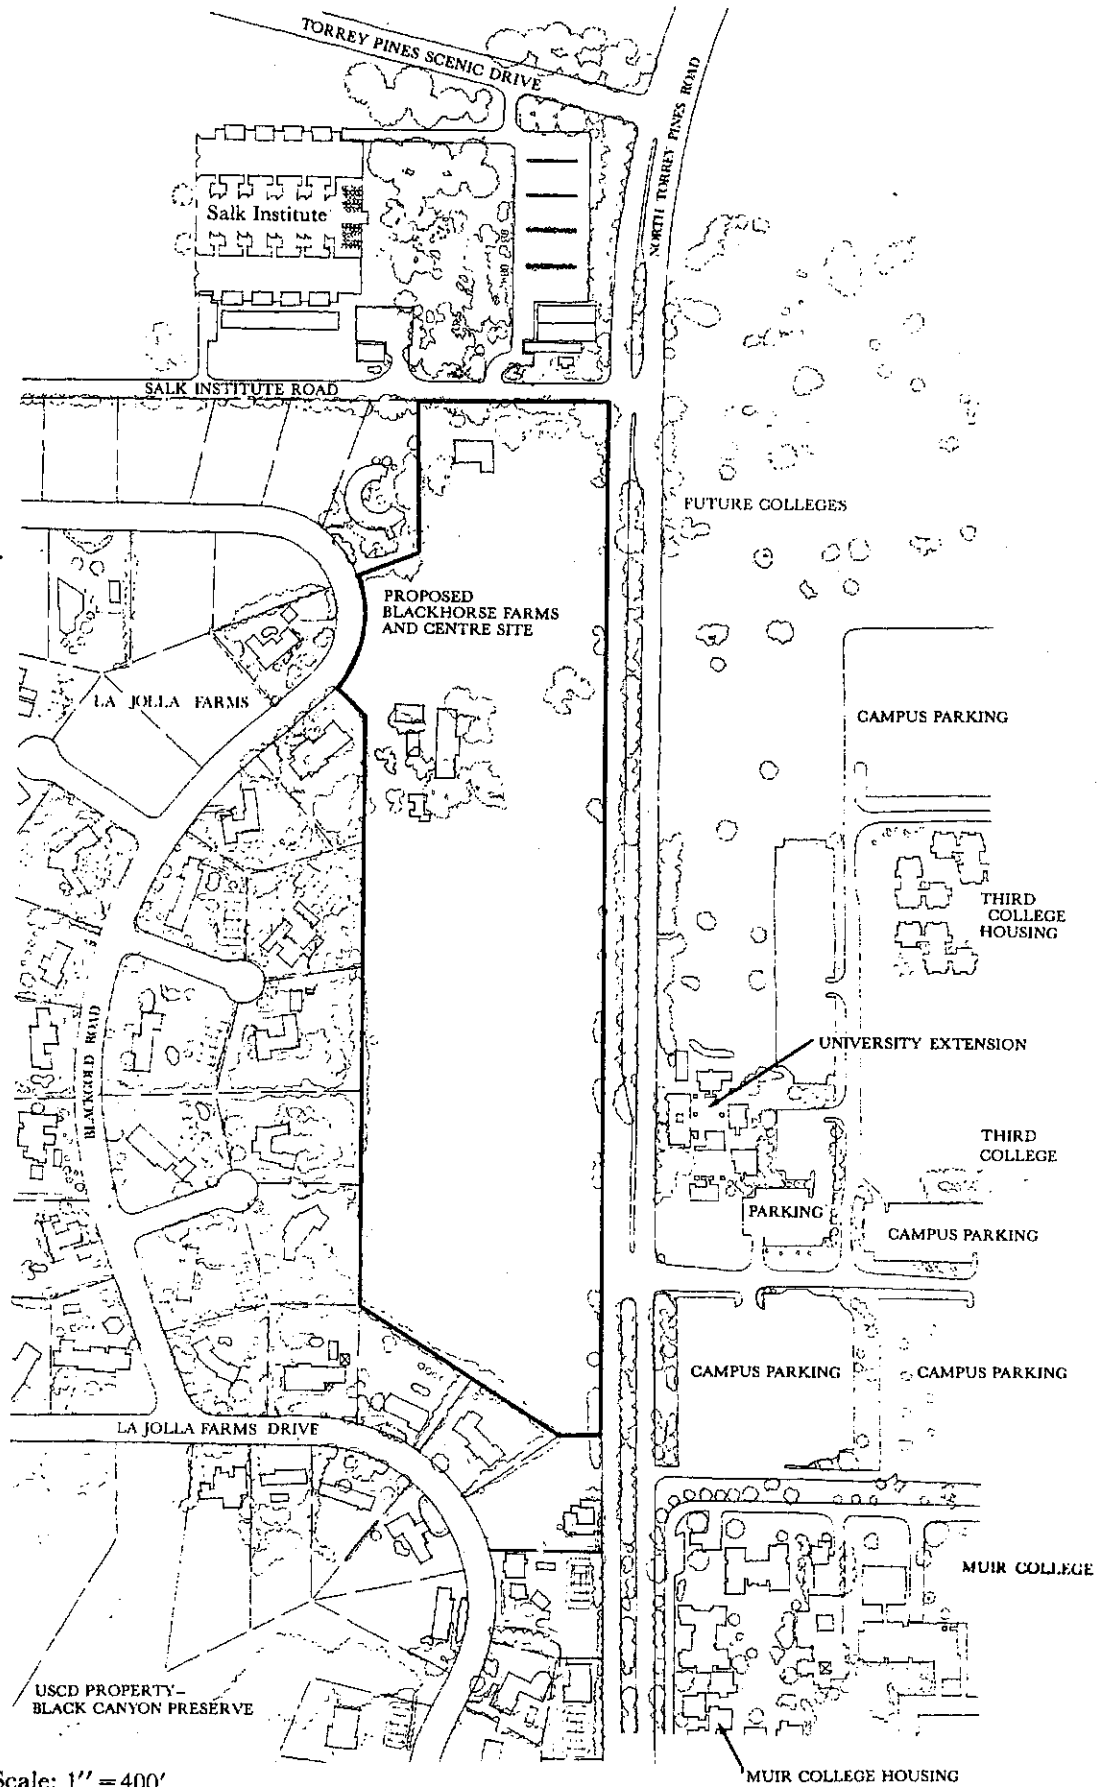 TORREY PINES SCENIC DRIVE
NORTH TORREY PINES ROAD
Salk Institute
SALK INSTITUTE ROAD
FUTURE COLLEGES
PROPOSED
BLACKHORSE FARMS
AND CENTRE SITE
LA JOLLA FARMS
CAMPUS PARKING
THIRD
COLLEGE
HOUSING
BLACKGOLD ROAD
UNIVERSITY EXTENSION
THIRD
COLLEGE
PARKING
CAMPUS PARKING
CAMPUS PARKING
CAMPUS PARKING
LA JOLLA FARMS DRIVE
MUIR COLLEGE
USCD PROPERTY–
BLACK CANYON PRESERVE
MUIR COLLEGE HOUSING
Scale: 1″ = 400′